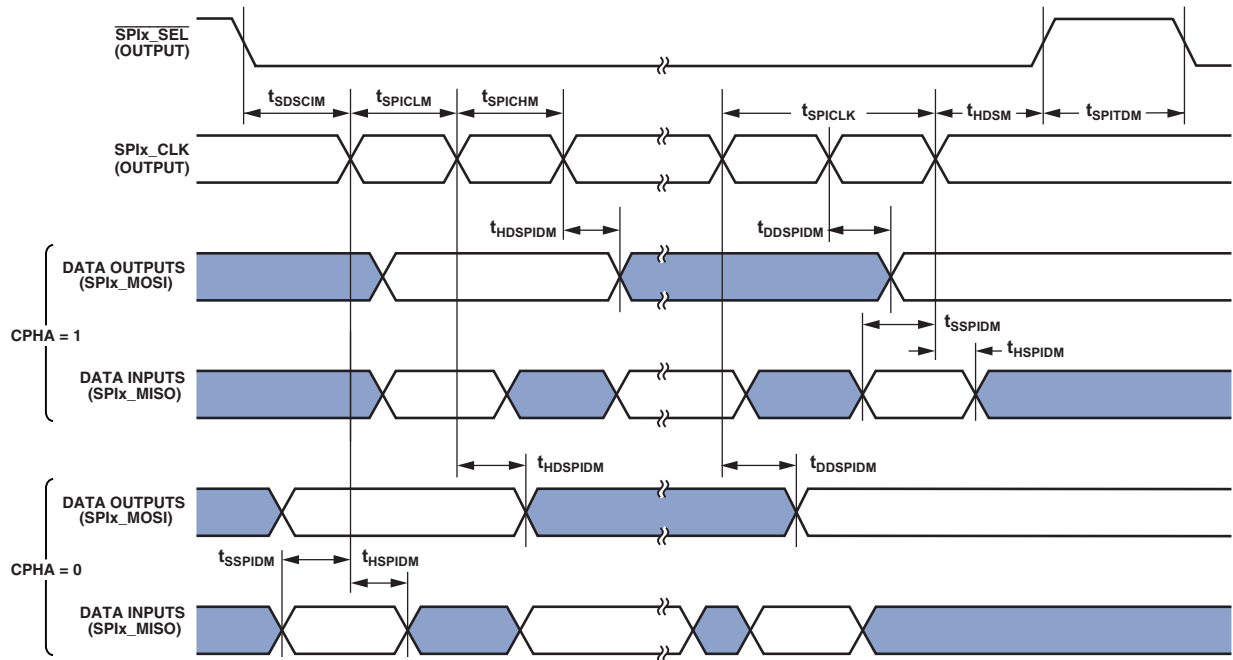 SPIx_SEL
(OUTPUT)
tSDSCIM
tSPICLM
tSPICHM
tSPICLK
tHDSM
tSPITDM
SPIx_CLK
(OUTPUT)
tHDSPIDM
tDDSPIDM
CPHA = 1
DATA OUTPUTS
(SPIx_MOSI)
tSSPIDM
tHSPIDM
DATA INPUTS
(SPIx_MISO)
tHDSPIDM
tDDSPIDM
CPHA = 0
DATA OUTPUTS
(SPIx_MOSI)
tSSPIDM
tHSPIDM
DATA INPUTS
(SPIx_MISO)